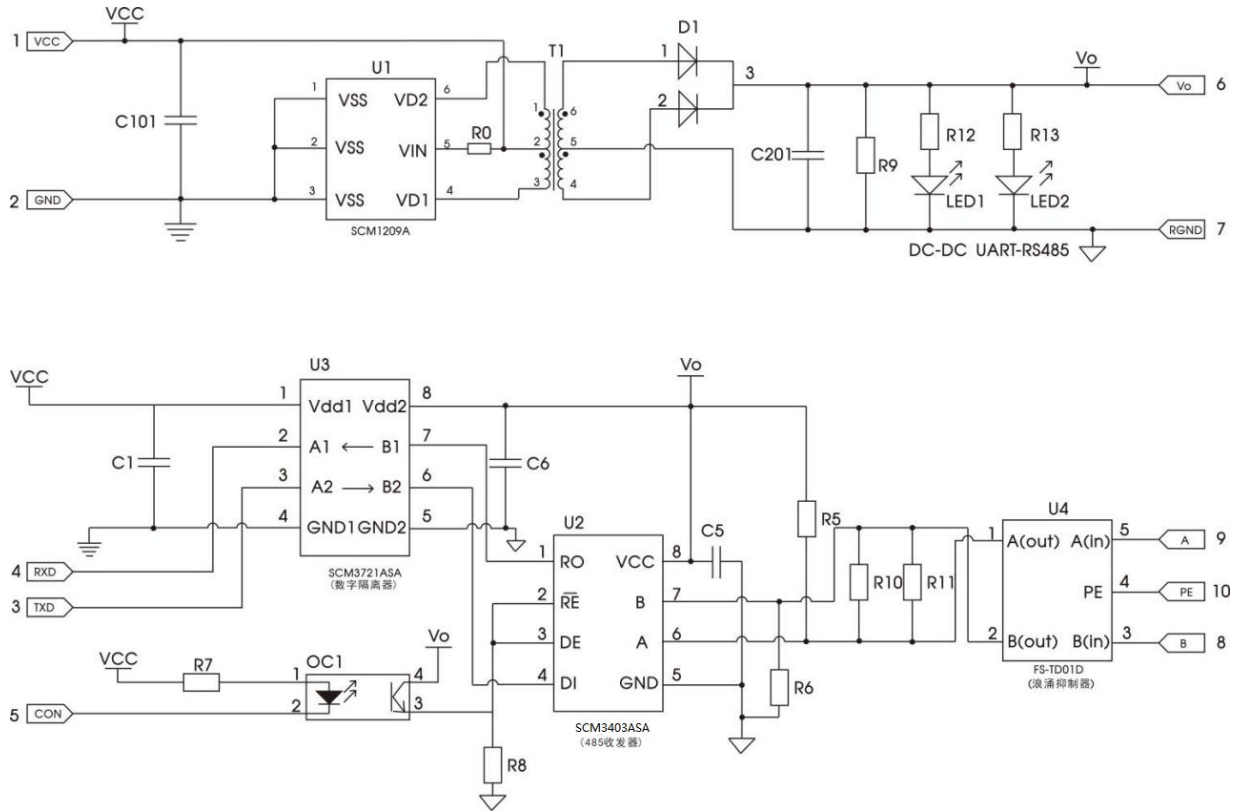 VCC
1 VCC
C101
2 GND
U1
1 VSS VD2 6
2 VSS VIN 5
3 VSS VD1 4
SCM1209A
R0
T1
1 6
2 5
3 4
D1
1
2
3
C201
R9
R12
LED1
R13
LED2
Vo
Vo 6
RGND 7
DC-DC UART-RS485
VCC
C1
U3
1 Vdd1 Vdd2 8
2 A1 B1 7
3 A2 B2 6
4 GND1 GND2 5
SCM3721ASA
(数字隔离器)
4 RXD
3 TXD
C6
Vo
U2
1 RO VCC 8
2 RE B 7
3 DE A 6
4 DI GND 5
SCM3403ASA
(485收发器)
C5
R5
R6
R10
R11
U4
1 A(out) A(in) 5
PE 4
2 B(out) B(in) 3
FS-TD01D
(浪涌抑制器)
A 9
PE 10
B 8
VCC
R7
OC1
1 4
2 3
Vo
5 CON
R8